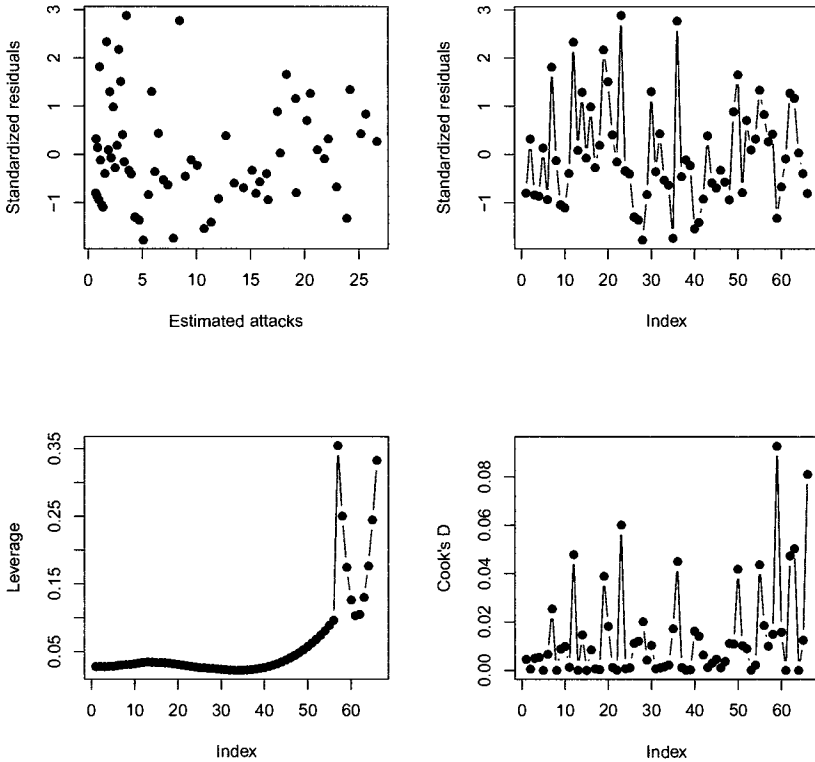 Standardized residuals
3
2
1
0
−1
0 5 10 15 20 25
Estimated attacks
Standardized residuals
3
2
1
0
−1
0 10 20 30 40 50 60
Index
Leverage
0.35
0.25
0.15
0.05
0 10 20 30 40 50 60
Index
Cook's D
0.08
0.06
0.04
0.02
0.00
0 10 20 30 40 50 60
Index